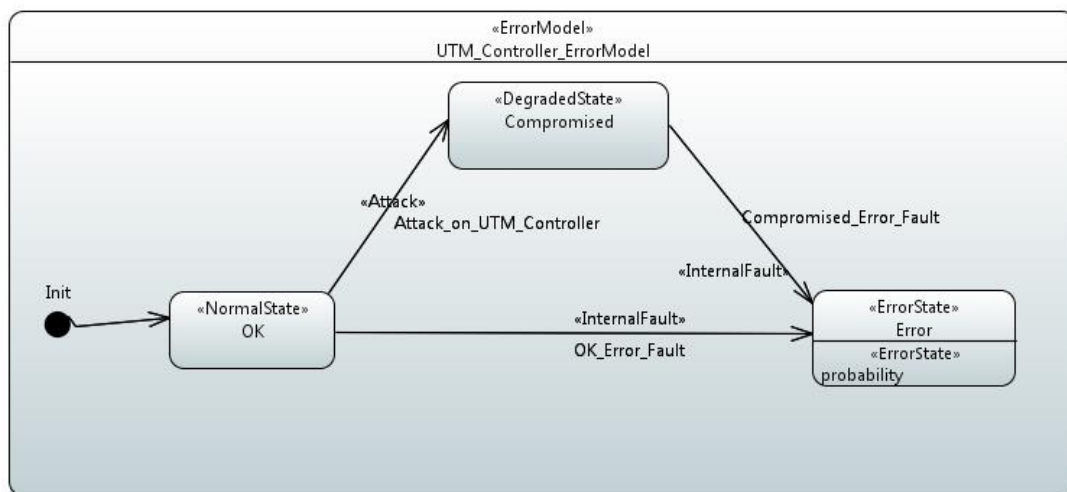 «ErrorModel»
UTM_Controller_ErrorModel
«DegradedState»
Compromised
«Attack»
Attack_on_UTM_Controller
Compromised_Error_Fault
«InternalFault»
Init
«NormalState»
OK
«InternalFault»
OK_Error_Fault
«ErrorState»
Error
«ErrorState»
probability